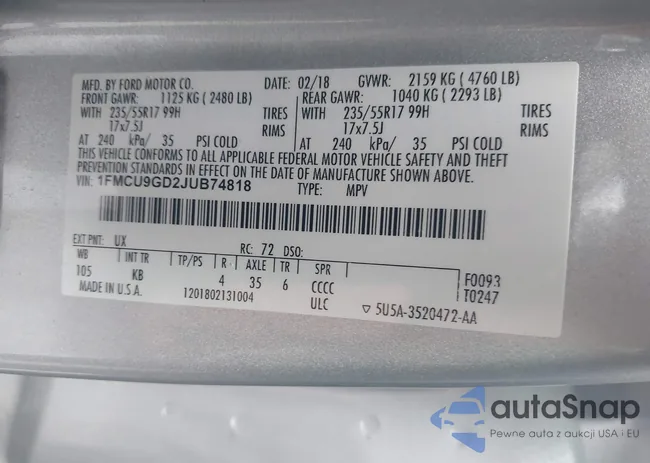 MFD. BY FORD MOTOR CO. DATE: 02/18 GVWR: 2159 KG ( 4760 LB)
FRONT GAWR: 1125 KG ( 2480 LB) REAR GAWR: 1040 KG ( 2293 LB)
WITH 235/55R17 99H TIRES WITH 235/55R17 99H TIRES
17x7.5J RIMS 17x7.5J RIMS
AT 240 kPa/ 35 PSI COLD AT 240 kPa/ 35 PSI COLD
THIS VEHICLE CONFORMS TO ALL APPLICABLE FEDERAL MOTOR VEHICLE SAFETY AND THEFT
PREVENTION STANDARDS IN EFFECT ON THE DATE OF MANUFACTURE SHOWN ABOVE.
VIN: 1FMCU9GD2JUB74818 TYPE: MPV
EXT PNT: UX RC: 72 DSO:
WB INT TR TP/PS R AXLE TR SPR F0093
105 KB 4 35 6 CCCC T0247
MADE IN U.S.A. 1201802131004 ULC ▽ 5U5A-3520472-AA
autaSnap
Pewne auta z aukcji USA i EU